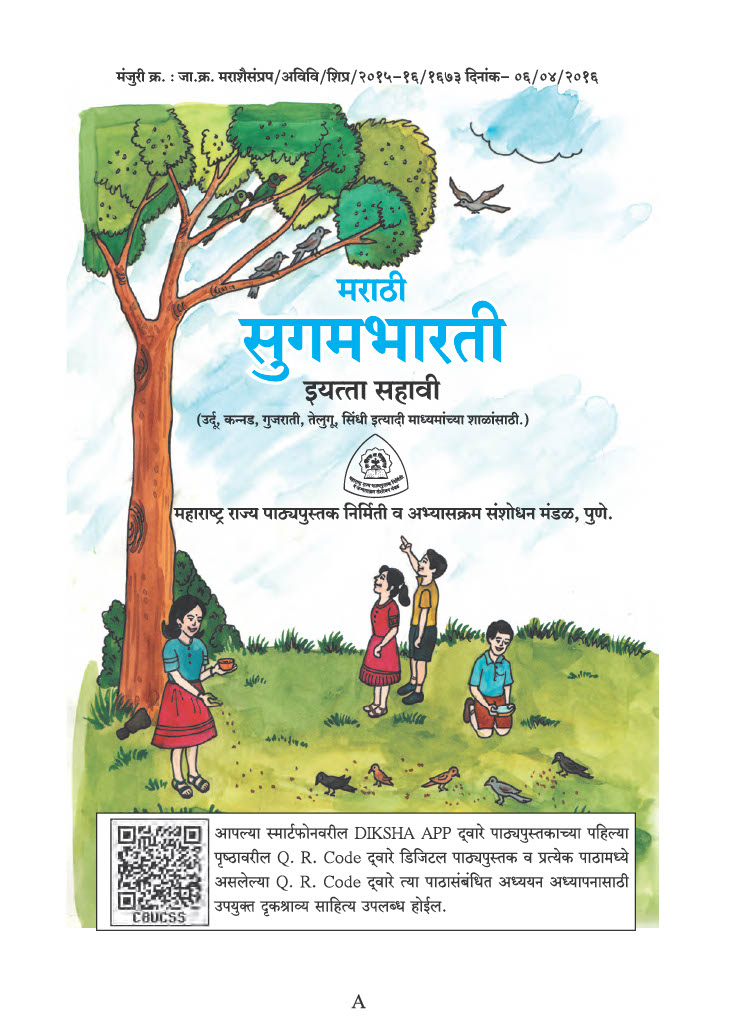 मंजुरी क्र. : जा.क्र. मराशैसंप्रप/अविवि/शिप्र/२०१५–१६/१६७३ दिनांक– ०६/०४/२०१६
मराठी
सुगमभारती
इयत्ता सहावी
(उर्दू, कन्नड, गुजराती, तेलुगू, सिंधी इत्यादी माध्यमांच्या शाळांसाठी.)
महाराष्ट्र राज्य पाठ्यपुस्तक निर्मिती व अभ्यासक्रम संशोधन मंडळ, पुणे.
आपल्या स्मार्टफोनवरील DIKSHA APP द्‌वारे पाठ्यपुस्तकाच्या पहिल्या
पृष्ठावरील Q. R. Code द्‌वारे डिजिटल पाठ्यपुस्तक व प्रत्येक पाठामध्ये
असलेल्या Q. R. Code द्‌वारे त्या पाठासंबंधित अध्ययन अध्यापनासाठी
उपयुक्त दृकश्राव्य साहित्य उपलब्ध होईल.
C8UCSS
A